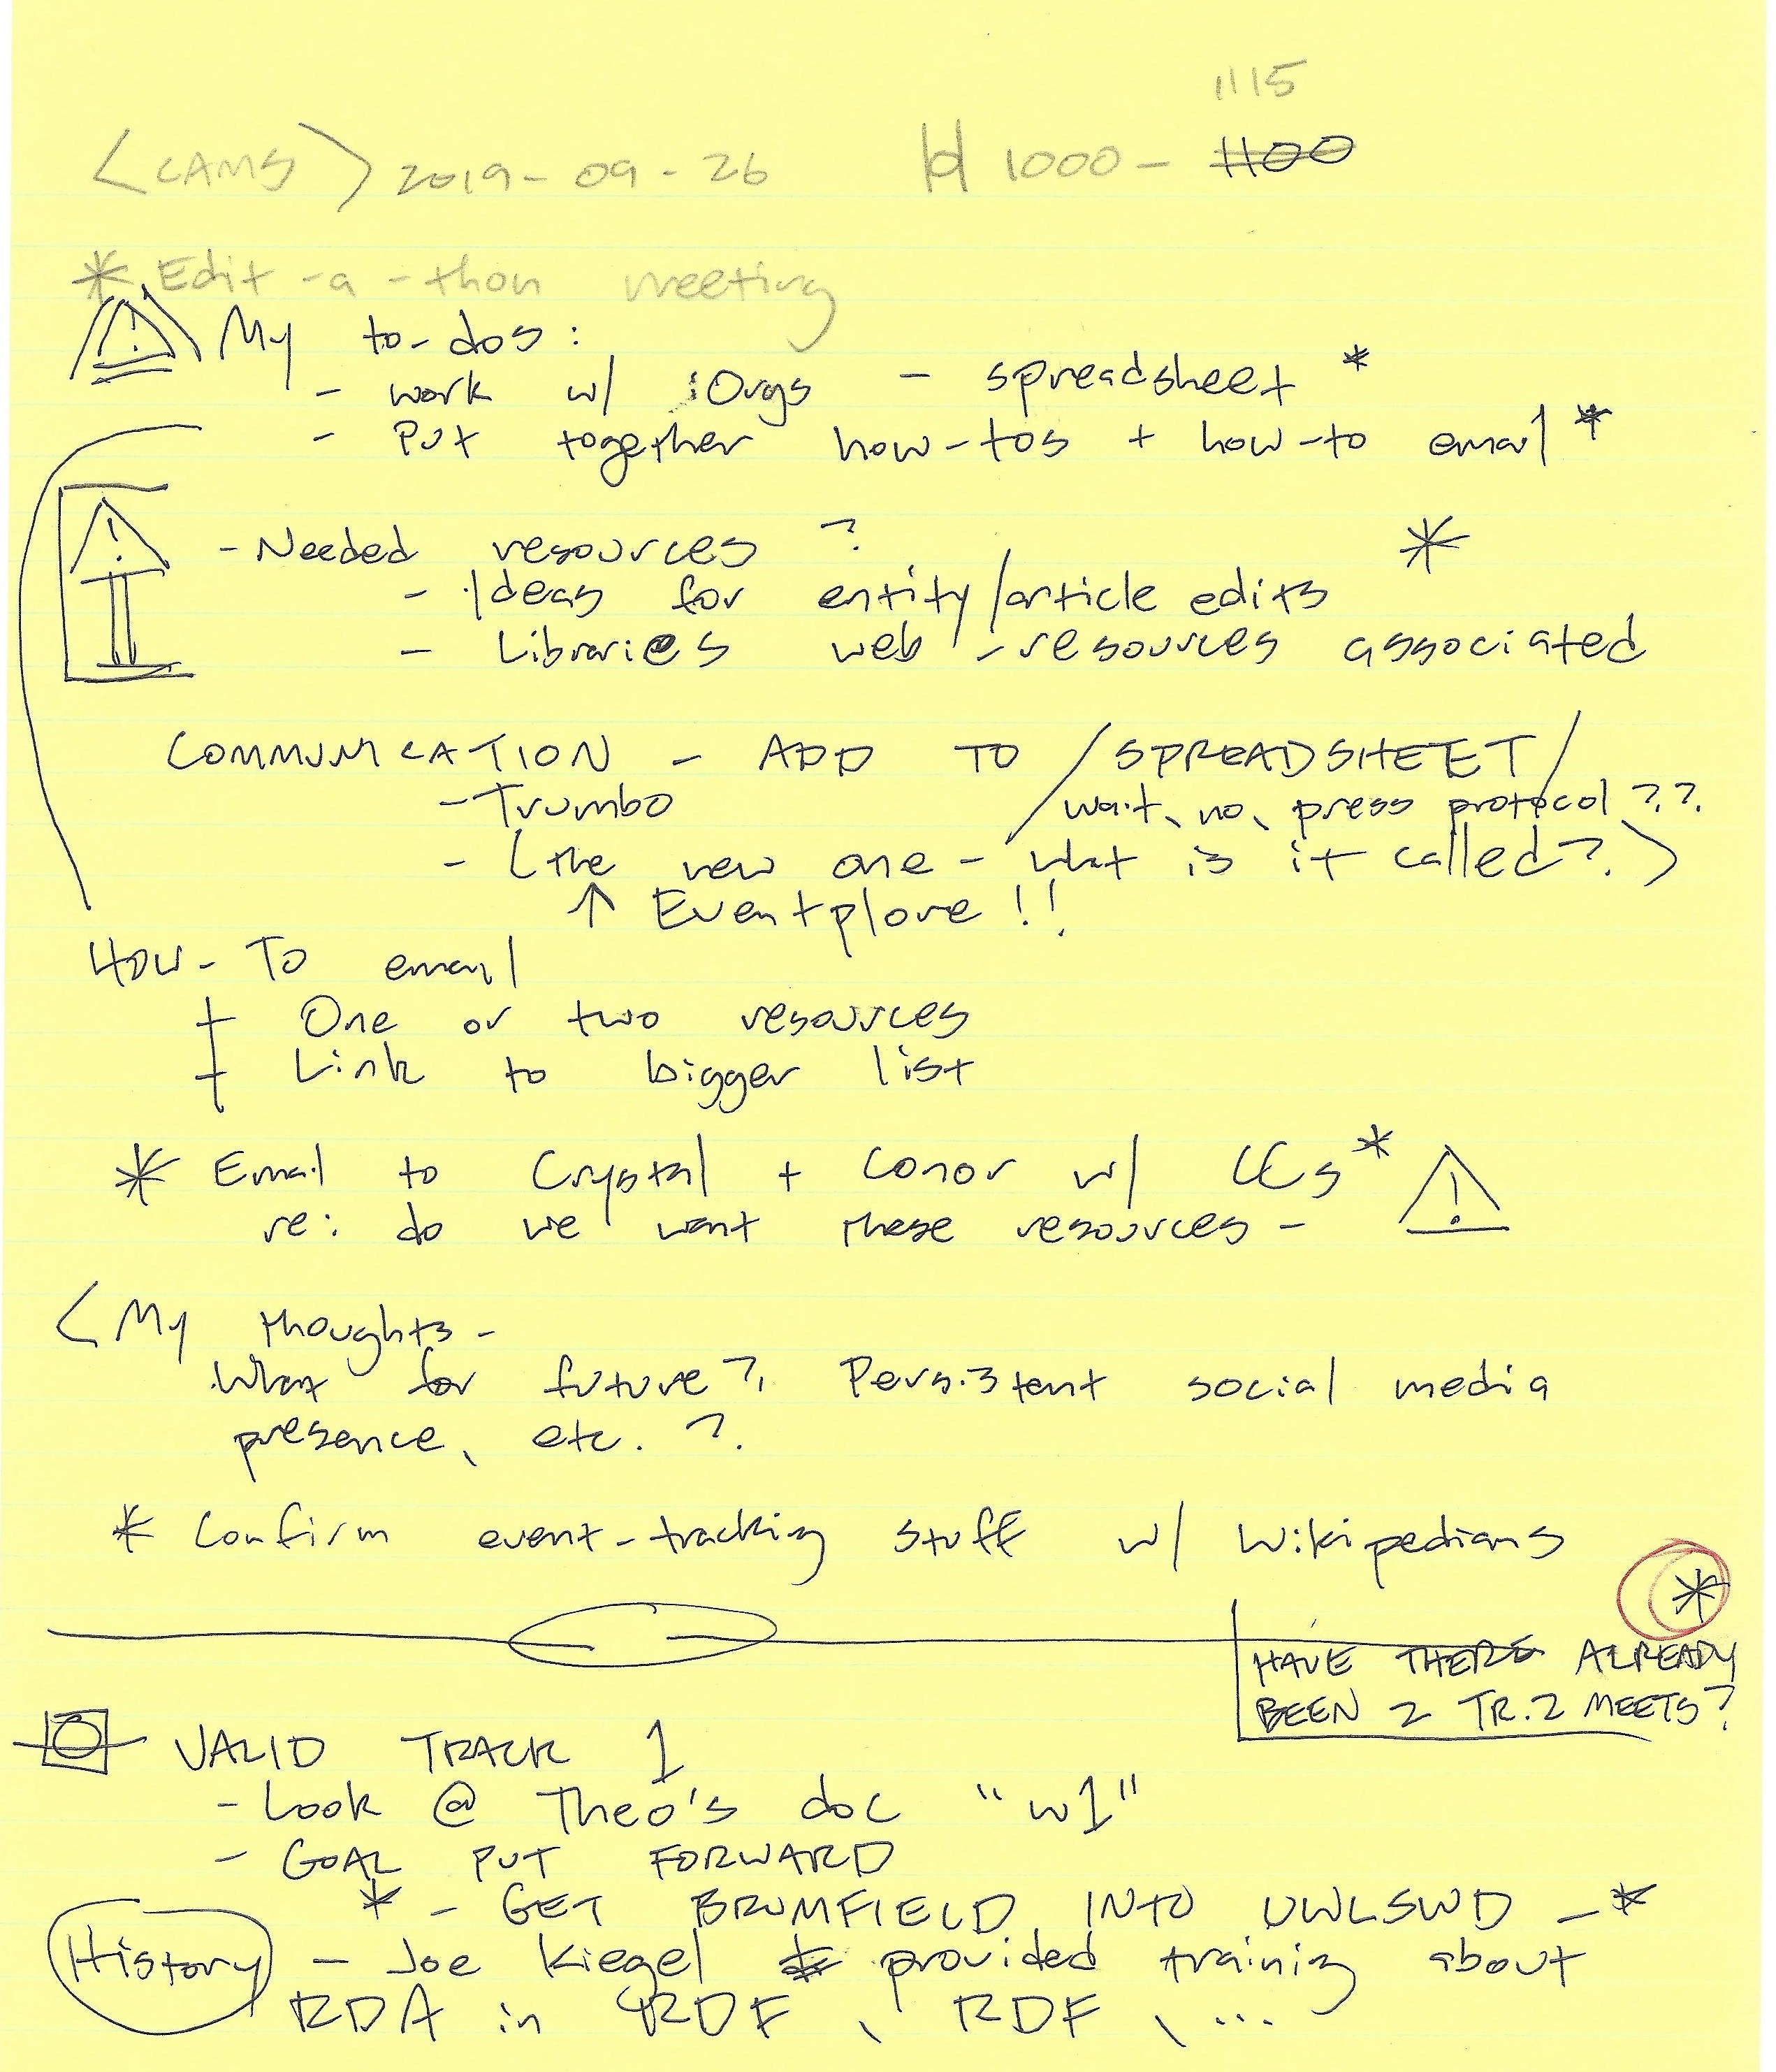 1115
<CAMS> 2019-09-26 1000- 1100
* Edit-a-thon meeting
My to-dos:
- work w/ iOrgs - spreadsheet *
- Put together how-tos + how-to email *
- Needed resources? *
- Ideas for entity/article edits
- Libraries web-resources associated
COMMUNICATION - ADD TO /SPREADSHEET/
- Trumbo / wait, no, press protocol??
- (the new one - what is it called?)
↑ Eventplore!!
HOW-TO email
+ One or two resources
+ Link to bigger list
* Email to Crystal + Conor w/ CCs *
re: do we want these resources -
<My thoughts -
What for future? Persistent social media
presence, etc.?
* Confirm event-tracking stuff w/ Wikipedians
*
HAVE THERE ALREADY
BEEN 2 TR.2 MEETS?
VALID TRACK 1
- Look @ Theo's doc "w1"
- GOAL PUT FORWARD
* - GET BRUMFIELD INTO UWLSWD - *
History - Joe Kiegel provided training about
RDA in RDF, RDF, ...